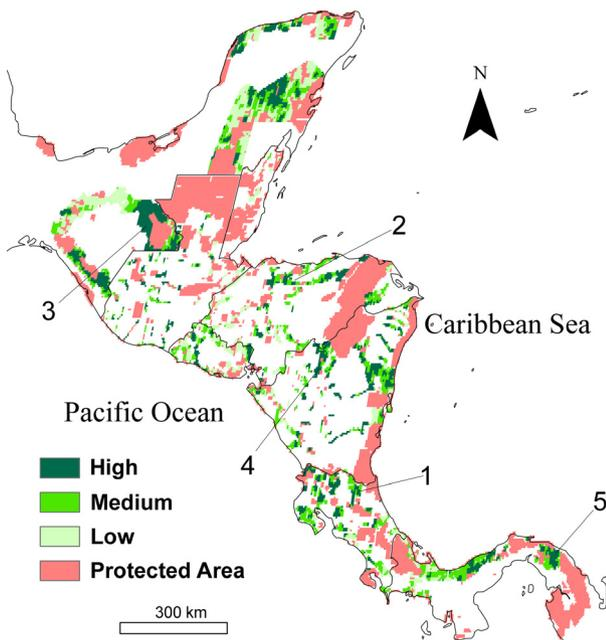 N
2
3
Caribbean Sea
Pacific Ocean
4
1
High
Medium
Low
Protected Area
5
300 km